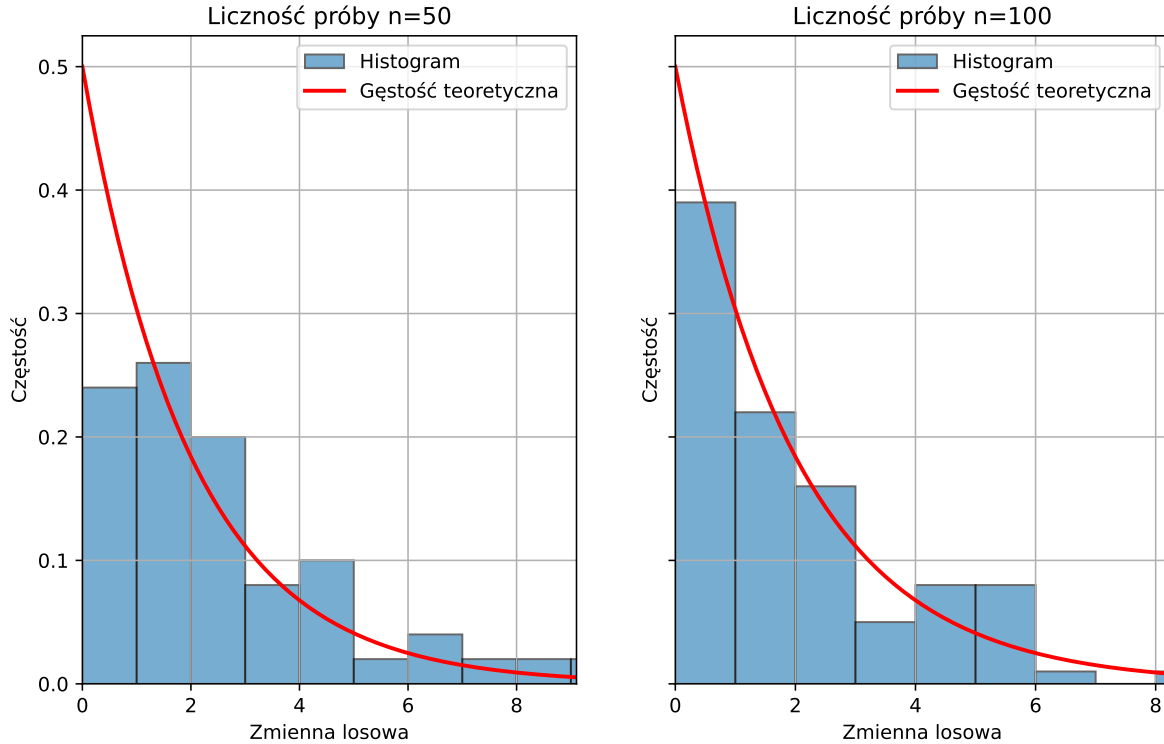 Liczność próby n=50
Histogram
Gęstość teoretyczna
0.5
0.4
0.3
0.2
0.1
0.0
Częstość
0 2 4 6 8
Zmienna losowa
Liczność próby n=100
Histogram
Gęstość teoretyczna
Częstość
0 2 4 6 8
Zmienna losowa